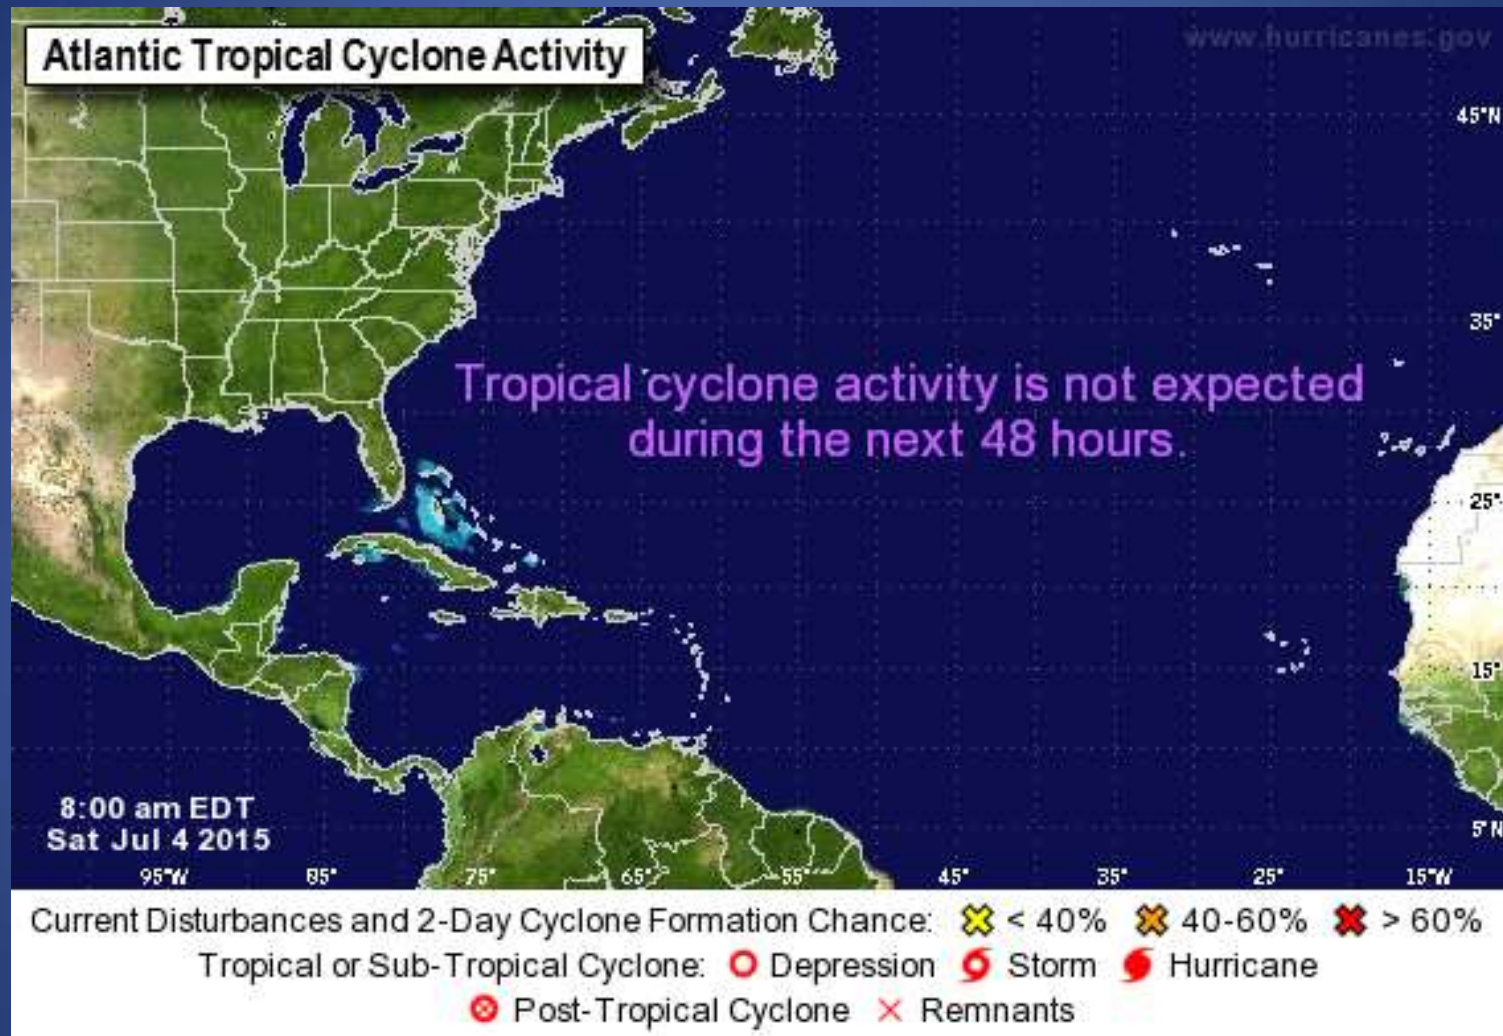 Atlantic Tropical Cyclone Activity
www.hurricanes.gov
45°N
35°
Tropical cyclone activity is not expected
during the next 48 hours.
25°
15°
8:00 am EDT
Sat Jul 4 2015
5°N
95°W 85° 75° 65° 55° 45° 35° 25° 15°W
Current Disturbances and 2-Day Cyclone Formation Chance: < 40% 40-60% > 60%
Tropical or Sub-Tropical Cyclone: Depression Storm Hurricane
Post-Tropical Cyclone Remnants